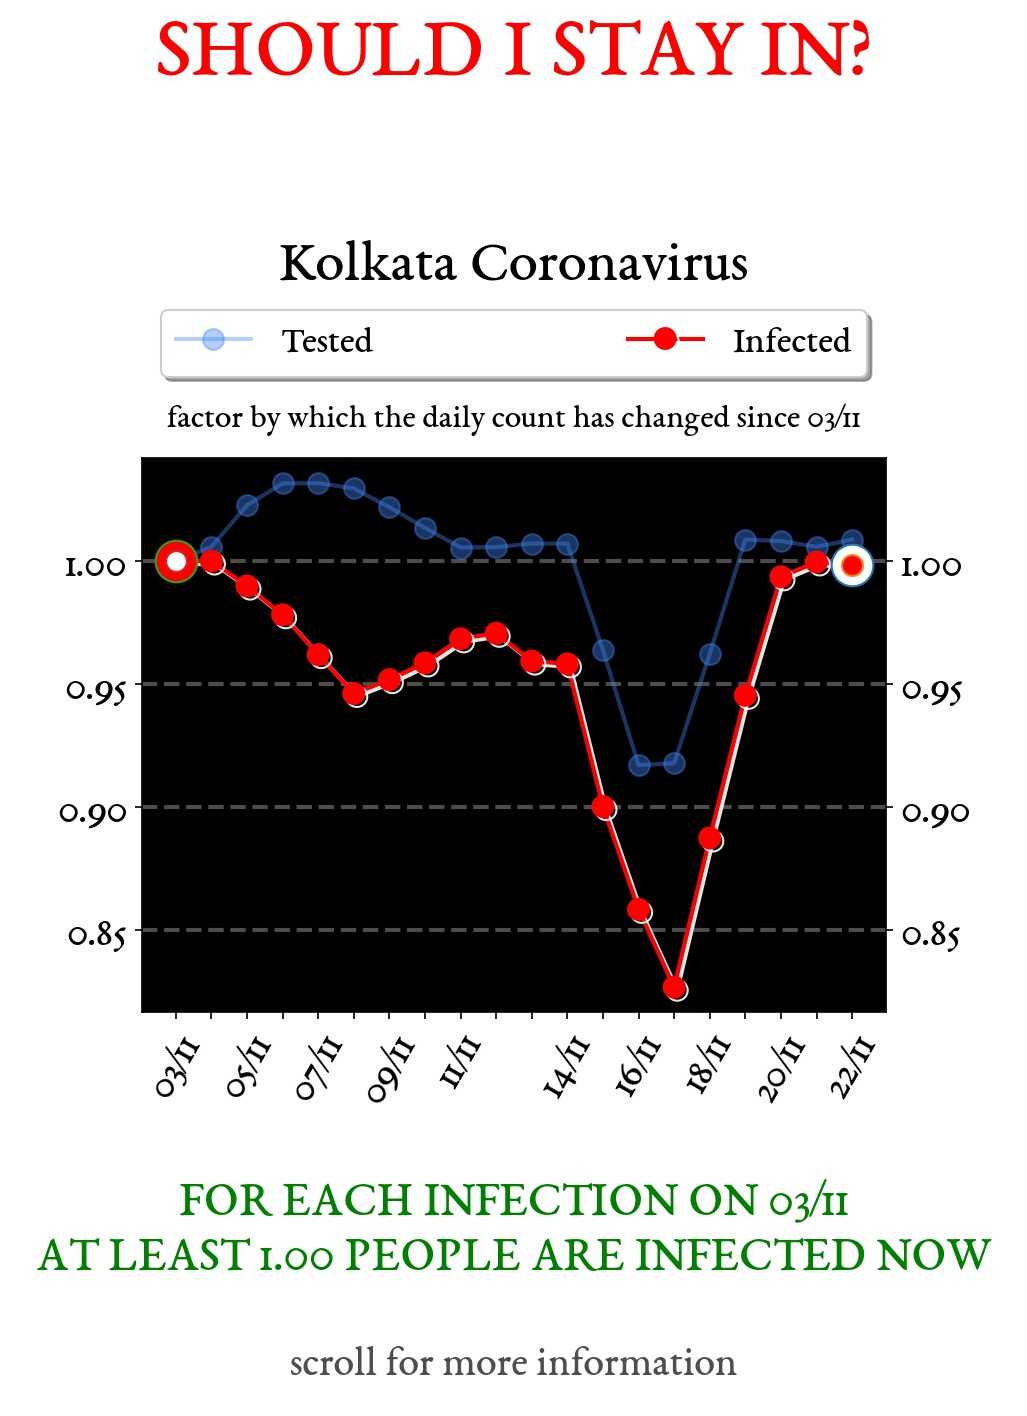 SHOULD I STAY IN?
Kolkata Coronavirus
Tested
Infected
factor by which the daily count has changed since 03/11
1.00
0.95
0.90
0.85
1.00
0.95
0.90
0.85
03/11
05/11
07/11
09/11
11/11
14/11
16/11
18/11
20/11
22/11
FOR EACH INFECTION ON 03/11
AT LEAST 1.00 PEOPLE ARE INFECTED NOW
scroll for more information